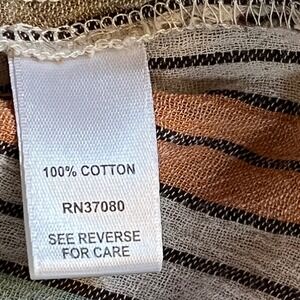 100% COTTON
RN37080
SEE REVERSE
FOR CARE